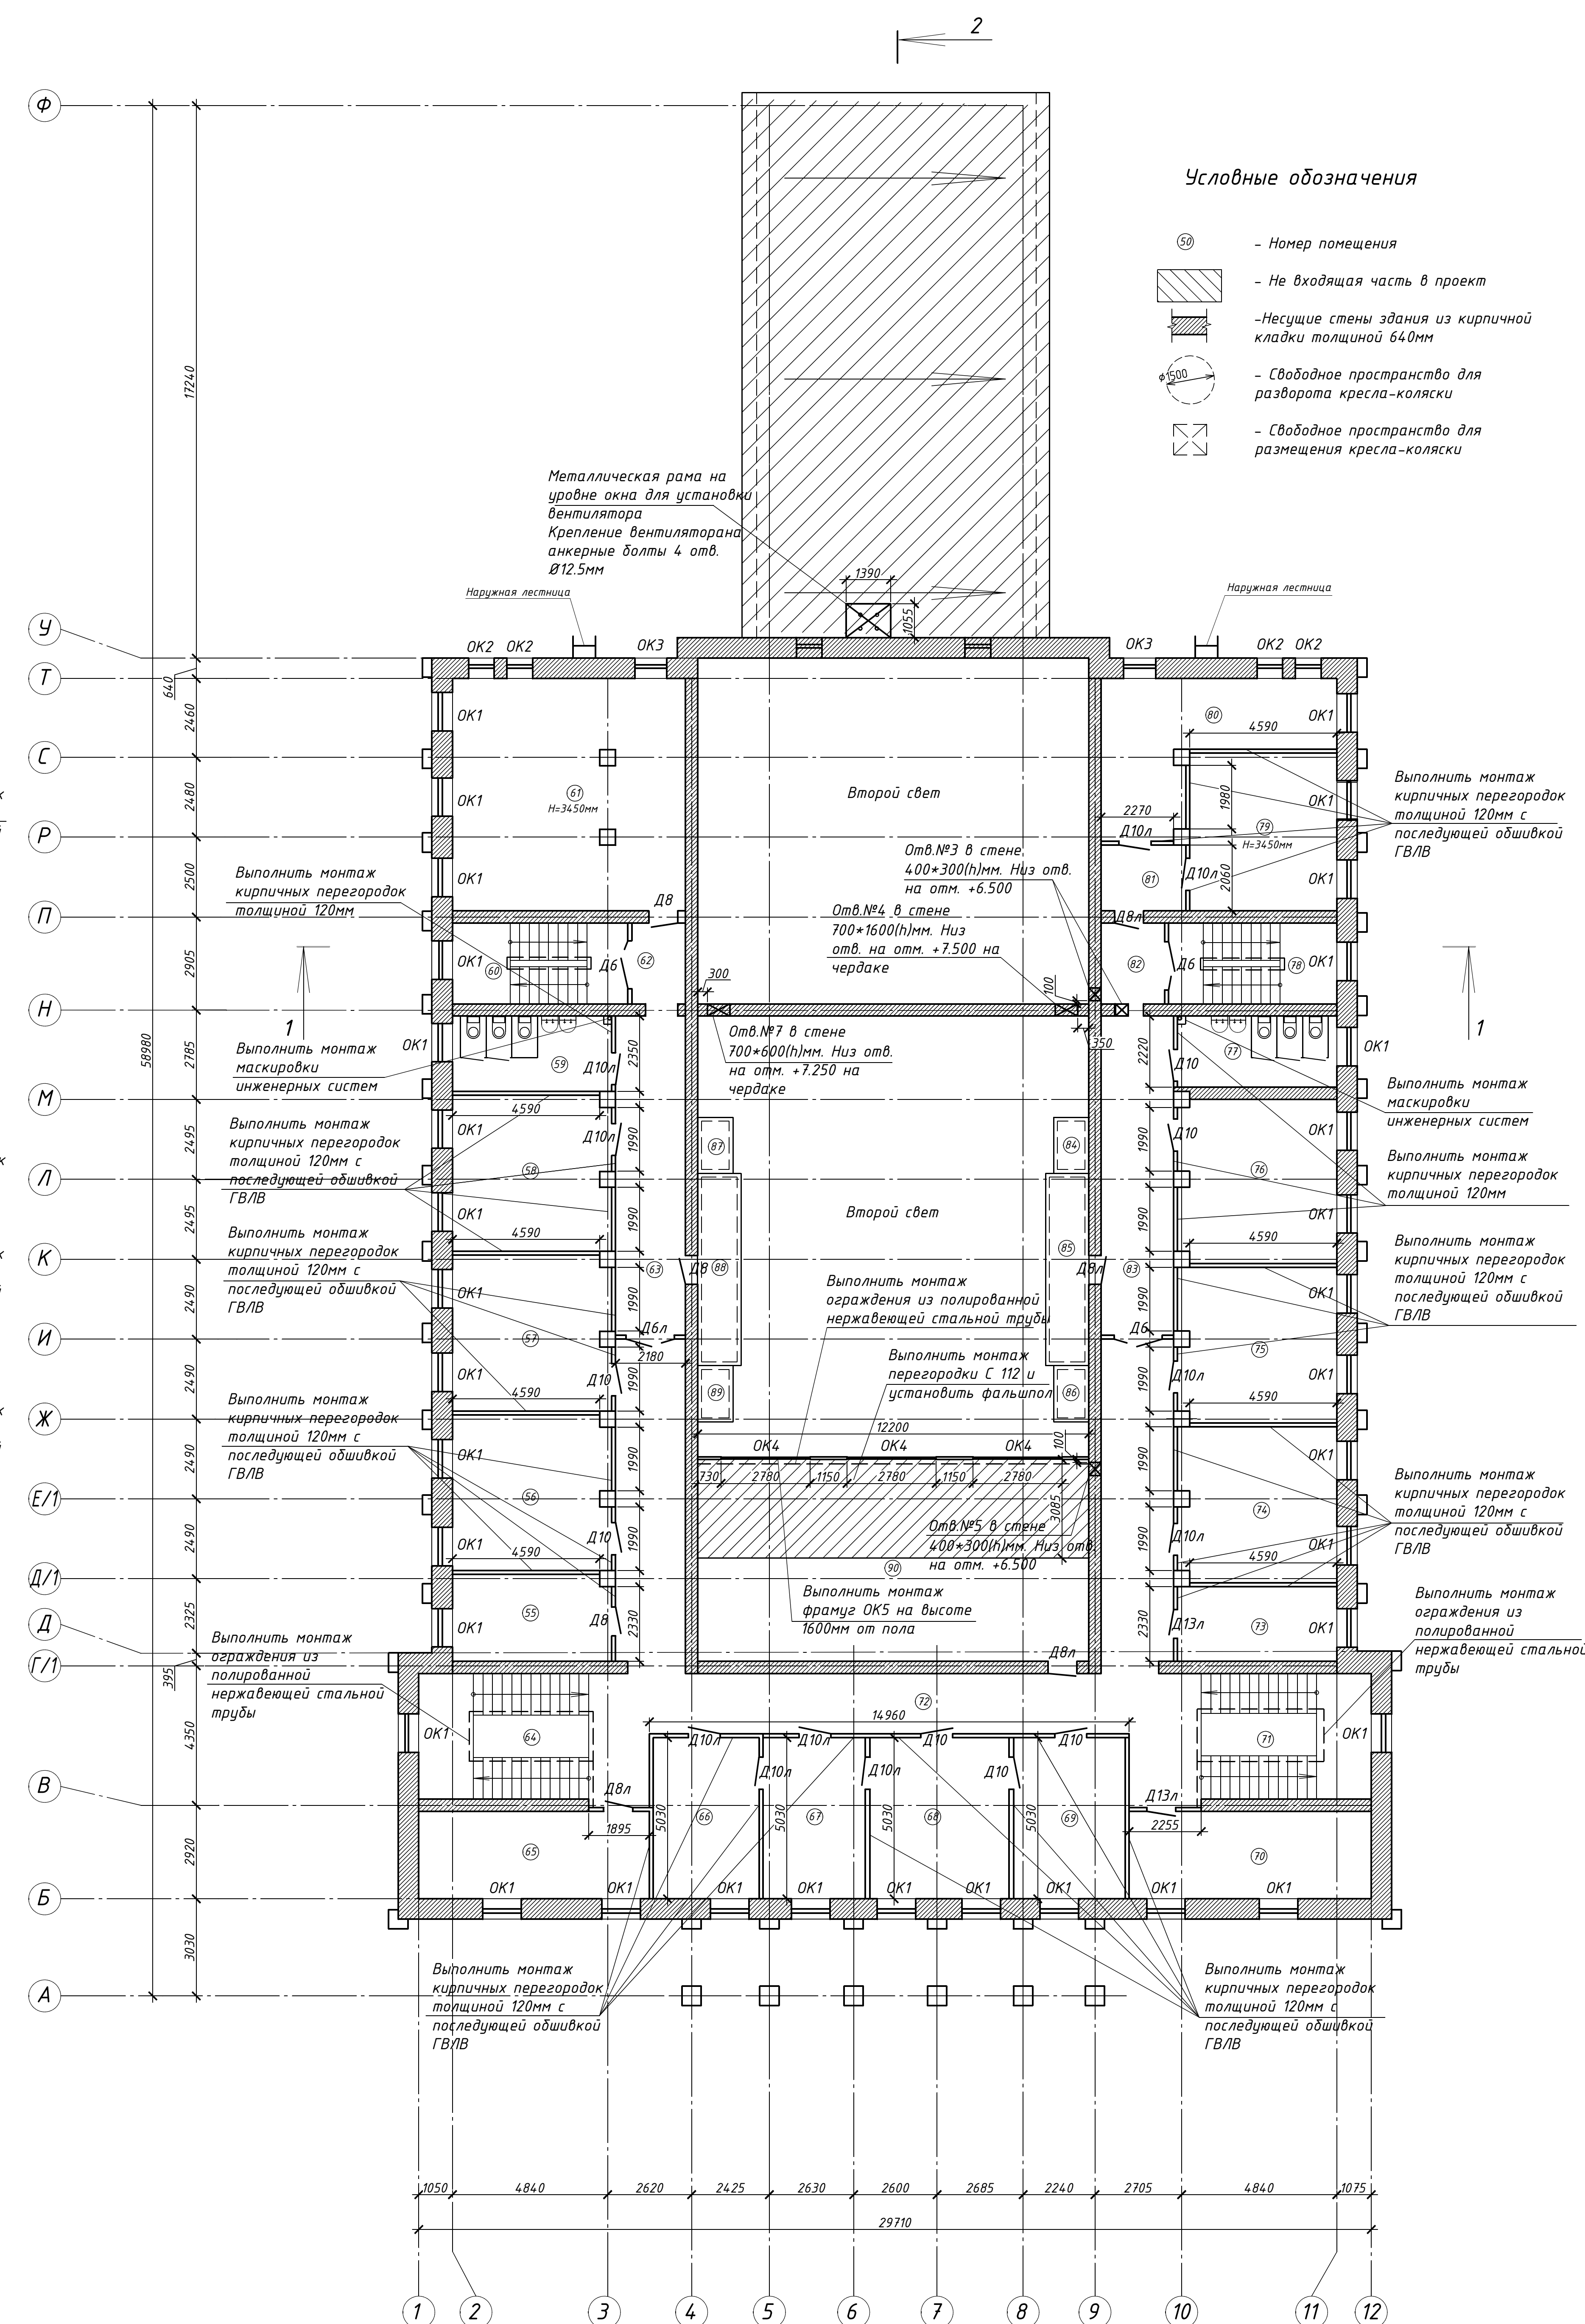 2
Ф
Условные обозначения
50
- Номер помещения
- Не входящая часть в проект
-Несущие стены здания из кирпичной
кладки толщиной 640мм
ø1500
- Свободное пространство для
разворота кресла-коляски
- Свободное пространство для
размещения кресла-коляски
17240
Металлическая рама на
уровне окна для установки
вентилятора
Крепление вентиляторана
анкерные болты 4 отв.
Ø12.5мм
1390
1055
Наружная лестница
Наружная лестница
У
ОК2 ОК2 ОК3
ОК3 ОК2 ОК2
Т
640
2460
ОК1
80
4590
ОК1
С
2480
ОК1
61
Н=3450мм
Второй свет
1980
ОК1
79
Н=3450мм
Выполнить монтаж
кирпичных перегородок
толщиной 120мм с
последующей обшивкой
ГВЛВ
2270
Д10л
Р
2500
Выполнить монтаж
кирпичных перегородок
толщиной 120мм
ОК1
Отв.№3 в стене
400*300(h)мм. Низ отв.
на отм. +6.500
81
Д10л
2060
ОК1
П
Д8
Отв.№4 в стене
700*1600(h)мм. Низ
отв. на отм. +7.500 на
чердаке
Д8л
2905
ОК1
60
Д6
62
300
100
82
Д6
78
ОК1
Н
1
1
58980
2785
Выполнить монтаж
маскировки
инженерных систем
ОК1
59
Д10л
2350
Отв.№7 в стене
700*600(h)мм. Низ отв.
на отм. +7.250 на
чердаке
350
2220
Д10
77
ОК1
Выполнить монтаж
маскировки
инженерных систем
М
4590
2495
Выполнить монтаж
кирпичных перегородок
толщиной 120мм с
последующей обшивкой
ГВЛВ
ОК1
Д10л
1990
87
84
1990
Д10
ОК1
Выполнить монтаж
кирпичных перегородок
толщиной 120мм
58
76
Л
2495
ОК1
1990
Второй свет
1990
ОК1
4590
4590
Выполнить монтаж
кирпичных перегородок
толщиной 120мм с
последующей обшивкой
ГВЛВ
Выполнить монтаж
кирпичных перегородок
толщиной 120мм с
последующей обшивкой
ГВЛВ
К
2490
ОК1
63
Д8
88
85
Д8л
83
ОК1
1990
1990
Выполнить монтаж
ограждения из полированной
нержавеющей стальной трубы
И
57
Д6л
Д6
75
2180
2490
ОК1
Д10
1990
89
Выполнить монтаж
перегородки С 112 и
установить фальшпол
86
1990
Д10л
ОК1
4590
4590
Ж
Выполнить монтаж
кирпичных перегородок
толщиной 120мм с
последующей обшивкой
ГВЛВ
12200
ОК4 ОК4 ОК4
100
2490
ОК1
1990
730 2780 1150 2780 1150 2780
1990
ОК1
Выполнить монтаж
кирпичных перегородок
толщиной 120мм с
последующей обшивкой
ГВЛВ
Е/1
56
3085
74
2490
ОК1
Д10
1990
Отв.№5 в стене
400*300(h)мм. Низ отв.
на отм. +6.500
1990
Д10л
ОК1
4590
4590
90
Д/1
2325
55
Д8
2330
Выполнить монтаж
фрамуг ОК5 на высоте
1600мм от пола
2330
Д13л
73
ОК1
ОК1
Выполнить монтаж
ограждения из
полированной
нержавеющей стальной
трубы
Д
Г/1
395
Выполнить монтаж
ограждения из
полированной
нержавеющей стальной
трубы
Д8л
4350
72
14960
ОК1
64
Д10л Д10л Д10 Д10
71
ОК1
Д10л Д10л Д10
В
Д8л
Д13л
1895
5030
66
5030
67
5030
68
5030
69
2255
2920
65
70
ОК1 ОК1 ОК1 ОК1 ОК1 ОК1 ОК1 ОК1 ОК1
Б
3030
Выполнить монтаж
кирпичных перегородок
толщиной 120мм с
последующей обшивкой
ГВЛВ
Выполнить монтаж
кирпичных перегородок
толщиной 120мм с
последующей обшивкой
ГВЛВ
А
1050 4840 2620 2425 2630 2600 2685 2240 2705 4840 1075
29710
1 2 3 4 5 6 7 8 9 10 11 12